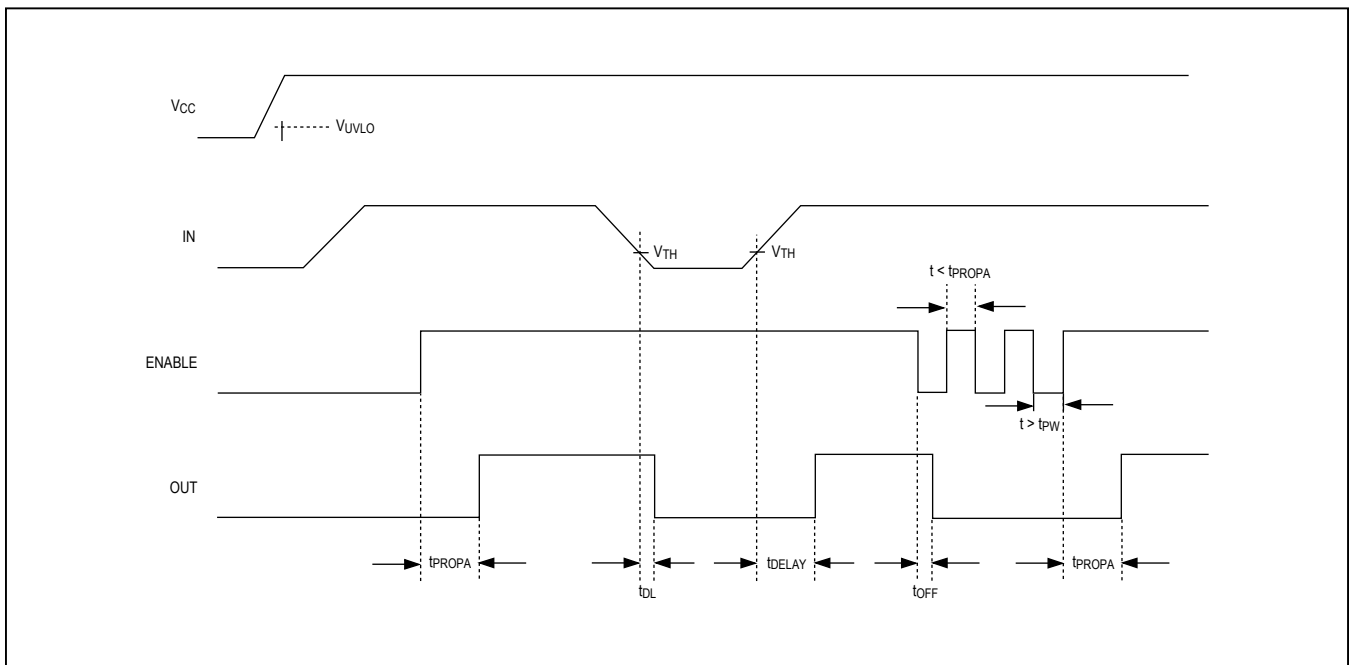 VCC
VUVLO
IN
VTH
VTH
t < tPROPA
ENABLE
t > tPW
OUT
tPROPA
tDL
tDELAY
tOFF
tPROPA